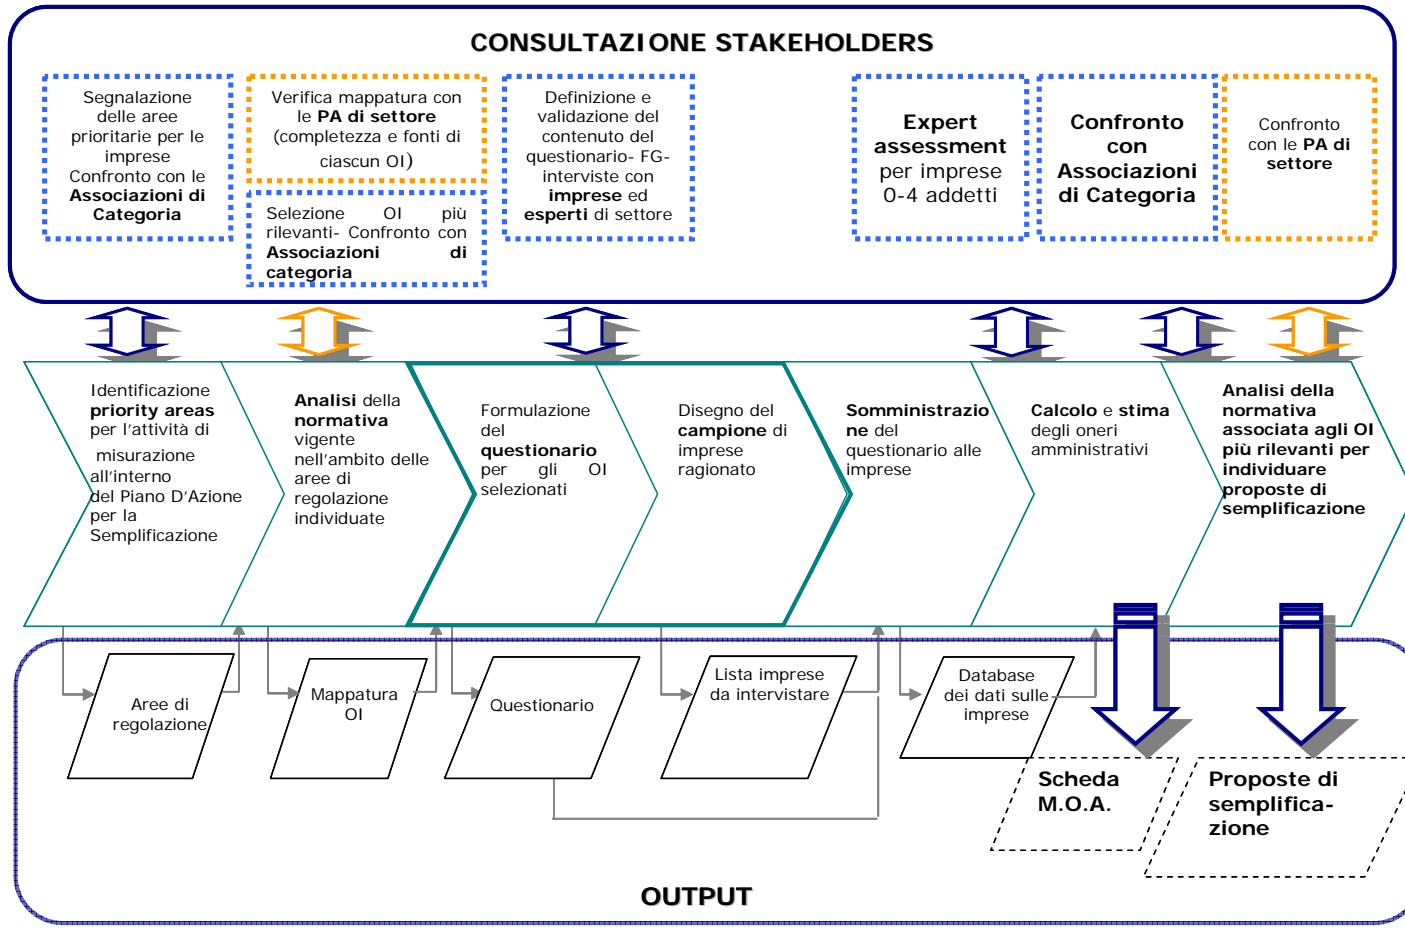 CONSULTAZIONE STAKEHOLDERS
Segnalazione
delle aree
prioritarie per le
imprese
Confronto con le
Associazioni di
Categoria
Verifica mappatura con
le PA di settore
(completezza e fonti di
ciascun OI)
Selezione OI più
rilevanti- Confronto con
Associazioni di
categoria
Definizione e
validazione del
contenuto del
questionario- FG-
interviste con
imprese ed
esperti di settore
Expert
assessment
per imprese
0-4 addetti
Confronto
con
Associazioni
di Categoria
Confronto
con le PA di
settore
Identificazione
priority areas
per l'attività di
misurazione
all'interno
del Piano D'Azione
per la
Semplificazione
Analisi della
normativa
vigente
nell'ambito delle
aree di
regolazione
individuate
Formulazione
del
questionario
per gli OI
selezionati
Disegno del
campione di
imprese
ragionato
Somministrazio
ne del
questionario alle
imprese
Calcolo e stima
degli oneri
amministrativi
Analisi della
normativa
associata agli OI
più rilevanti per
individuare
proposte di
semplificazione
Aree di
regolazione
Mappatura
OI
Questionario
Lista imprese
da intervistare
Database
dei dati sulle
imprese
Scheda
M.O.A.
Proposte di
semplifica-
zione
OUTPUT